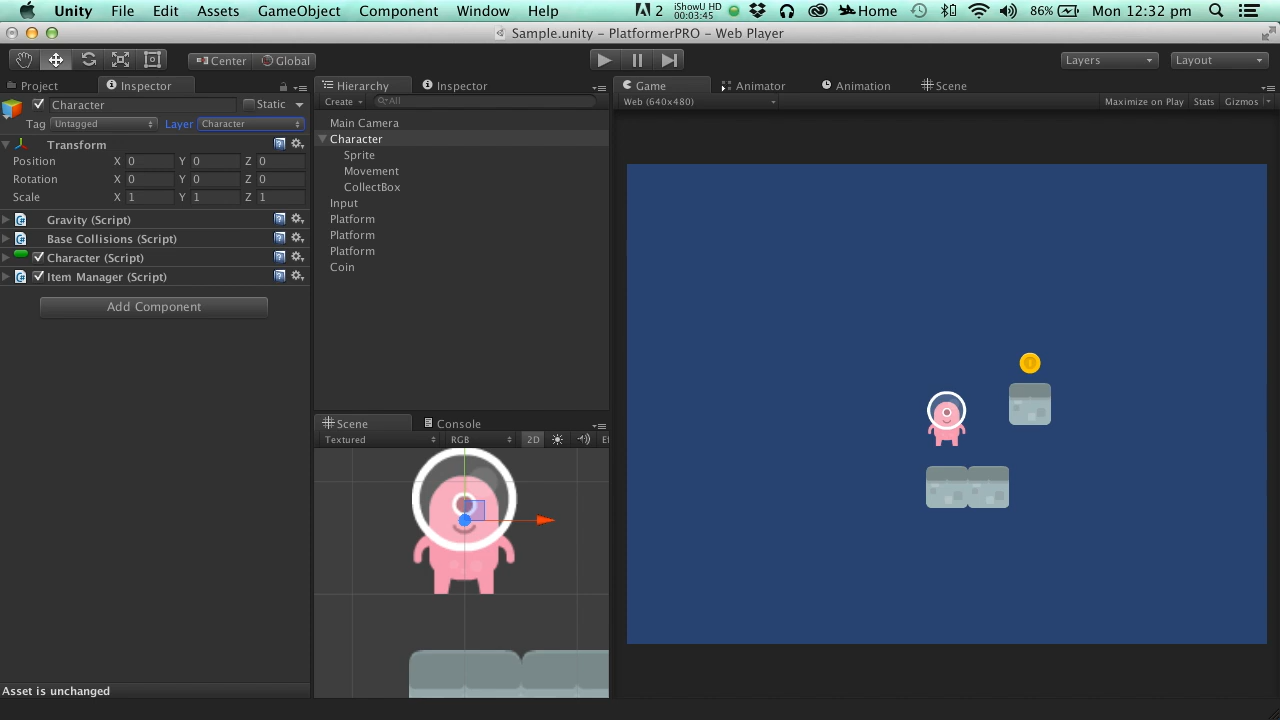 Unity File Edit Assets GameObject Component Window Help 2 iShowU HD 00:03:45 Home 86% Mon 12:32 pm
Sample.unity – PlatformerPRO – Web Player
Center Global Layers Layout
Project Inspector Hierarchy Inspector Game Animator Animation Scene
Character Static Create All Web (640x480) Maximize on Play Stats Gizmos
Tag Untagged Layer Character
Main Camera
Character
Sprite
Movement
CollectBox
Input
Platform
Platform
Platform
Coin
Transform
Position X 0 Y 0 Z 0
Rotation X 0 Y 0 Z 0
Scale X 1 Y 1 Z 1
Gravity (Script)
Base Collisions (Script)
Character (Script)
Item Manager (Script)
Add Component
Scene Console
Textured RGB 2D
Asset is unchanged